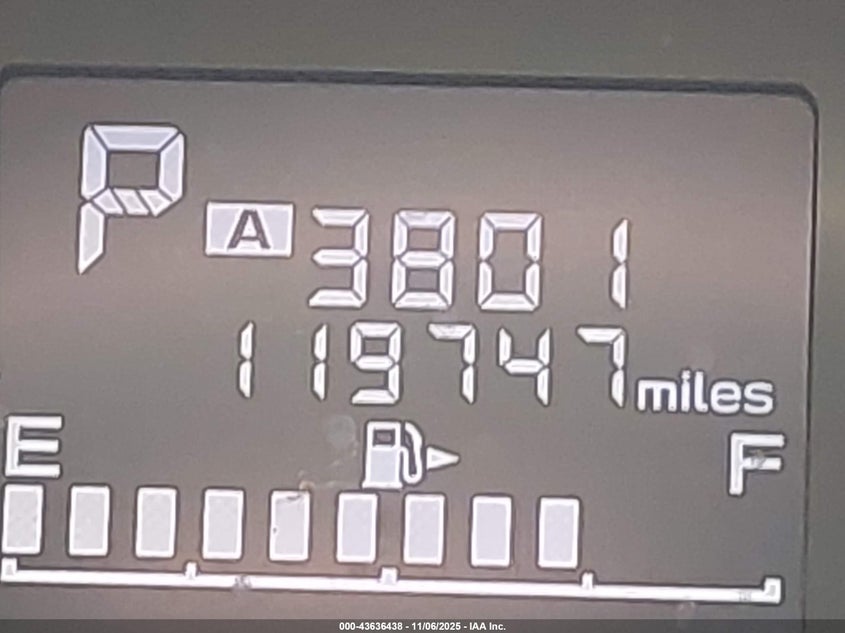 P A 3801
119747 miles
E F
000-43636438 - 11/06/2025 - IAA Inc.